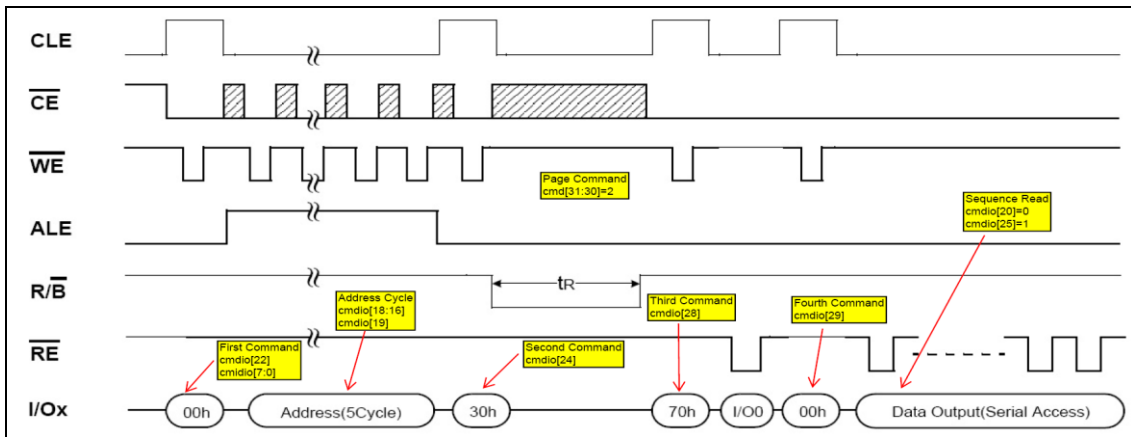 CLE
CE
WE
Page Command
cmd[31:30]=2
ALE
Sequence Read
cmdio[20]=0
cmdio[25]=1
R/B
tR
Address Cycle
cmdio[18:16]
cmdio[19]
Third Command
cmdio[28]
Fourth Command
cmdio[29]
RE
First Command
cmdio[22]
cmidio[7:0]
Second Command
cmdio[24]
I/Ox
00h
Address(5Cycle)
30h
70h
I/O0
00h
Data Output(Serial Access)